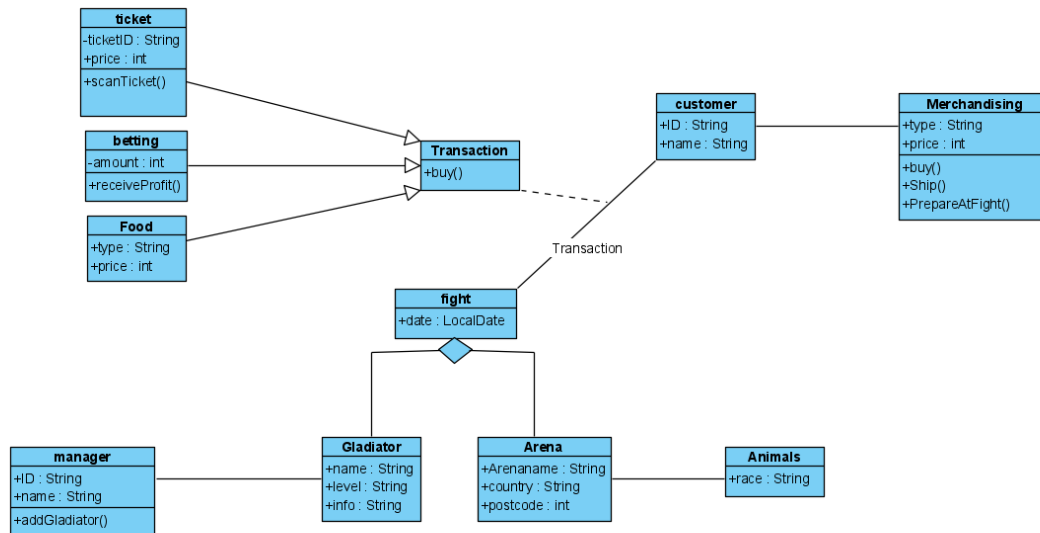 ticket
-ticketID : String
+price : int
+scanTicket()
betting
-amount : int
+receiveProfit()
Food
+type : String
+price : int
Transaction
+buy()
customer
+ID : String
+name : String
Merchandising
+type : String
+price : int
+buy()
+Ship()
+PrepareAtFight()
Transaction
fight
+date : LocalDate
manager
+ID : String
+name : String
+addGladiator()
Gladiator
+name : String
+level : String
+info : String
Arena
+Arenaname : String
+country : String
+postcode : int
Animals
+race : String